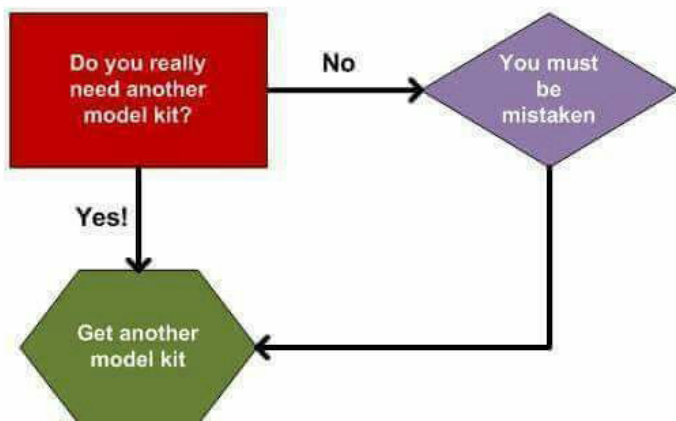 Do you really
need another
model kit?
No
You must
be
mistaken
Yes!
Get another
model kit